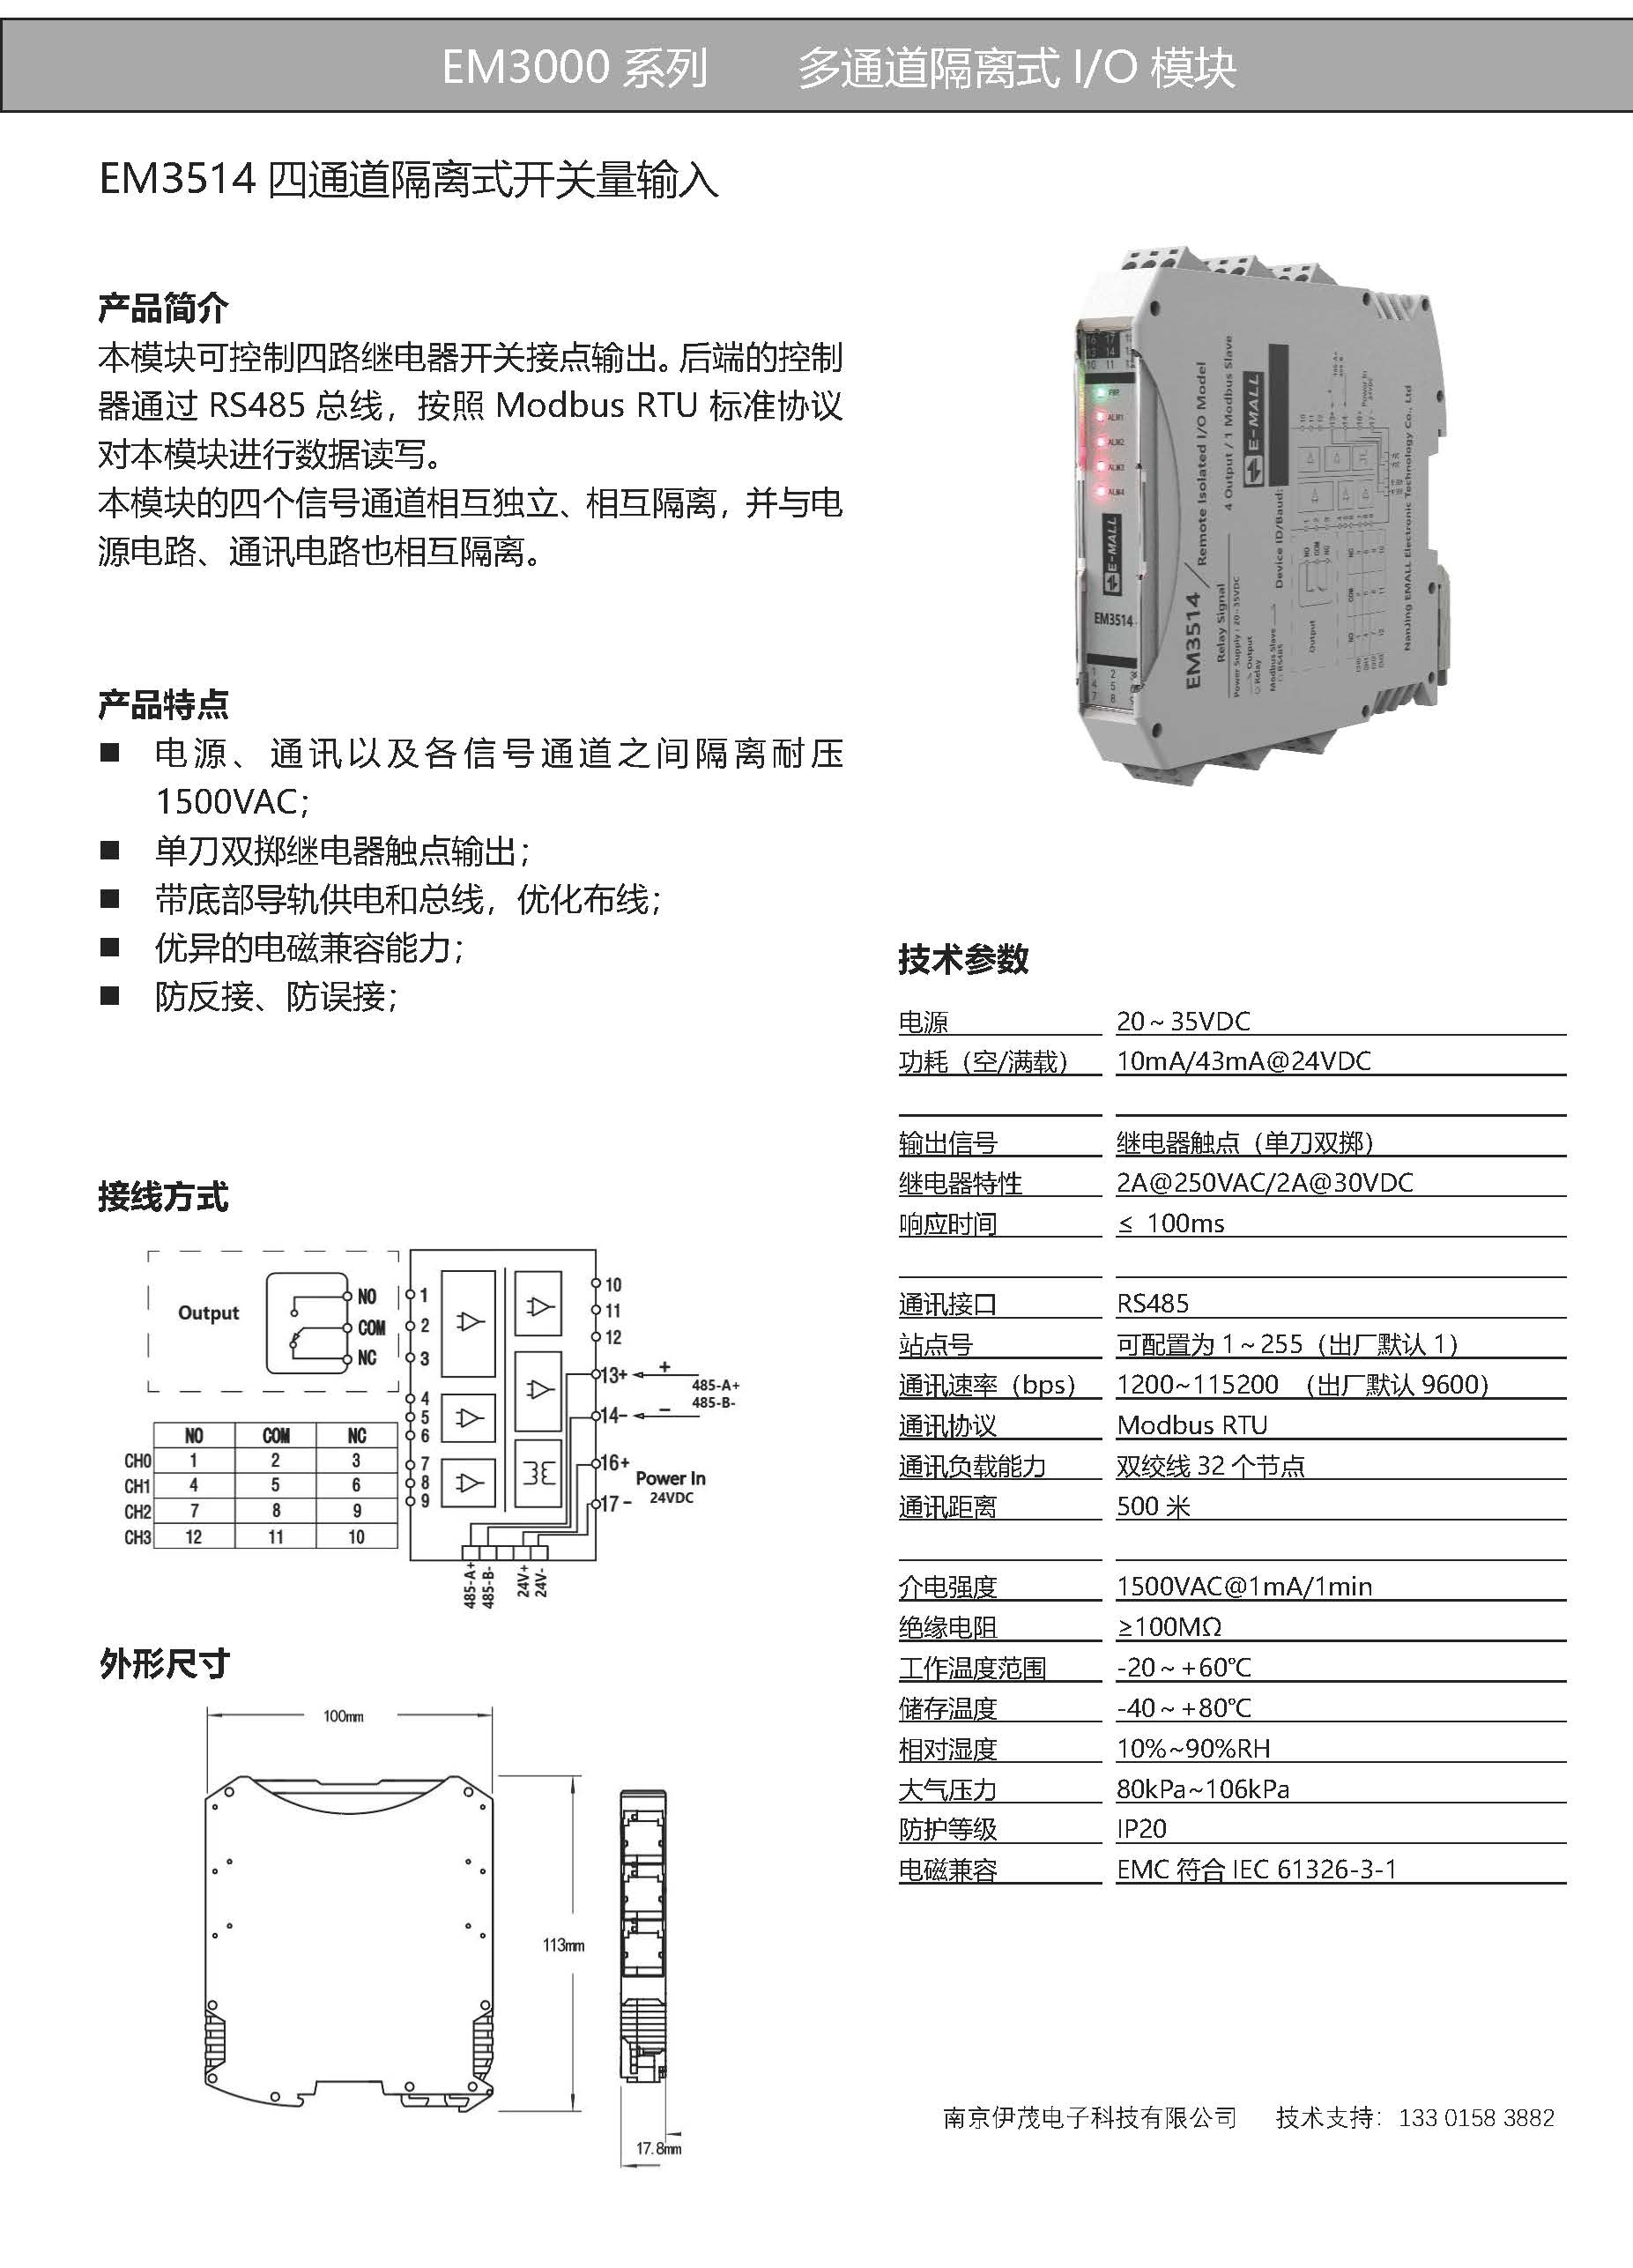 EM3000 系列 多通道隔离式 I/O 模块
EM3514 四通道隔离式开关量输入
产品简介
本模块可控制四路继电器开关接点输出。后端的控制
器通过 RS485 总线，按照 Modbus RTU 标准协议
对本模块进行数据读写。
本模块的四个信号通道相互独立、相互隔离，并与电
源电路、通讯电路也相互隔离。
产品特点
■ 电源、通讯以及各信号通道之间隔离耐压
1500VAC；
■ 单刀双掷继电器触点输出；
■ 带底部导轨供电和总线，优化布线；
■ 优异的电磁兼容能力；
■ 防反接、防误接；
PWR
ALM1
ALM2
ALM3
ALM4
E-MALL
EM3514
1 2 3
4 5 6
7 8 9
EM3514 Remote Isolated I/O Model
Relay Signal 4 Output / 1 Modbus Slave
Power Supply : 20~35VDC
Output
Relay
Modbus Slave
RS485
Device ID/Baud:
E-MALL
Output
NO
COM
NC
Power In
NanJing EMALL Electronic Technology Co., Ltd
接线方式
Output
NO
COM
NC
1
2
3
4
5
6
7
8
9
10
11
12
13+
14-
16+
17-
+
485-A+
485-B-
−
Power In
24VDC
NO COM NC
CH0 1 2 3
CH1 4 5 6
CH2 7 8 9
CH3 12 11 10
485-A+
485-B-
24V+
24V-
外形尺寸
100mm
113mm
17.8mm
技术参数
电源 20～35VDC
功耗（空/满载） 10mA/43mA@24VDC
输出信号 继电器触点（单刀双掷）
继电器特性 2A@250VAC/2A@30VDC
响应时间 ≤ 100ms
通讯接口 RS485
站点号 可配置为 1～255（出厂默认 1）
通讯速率（bps） 1200~115200 （出厂默认 9600）
通讯协议 Modbus RTU
通讯负载能力 双绞线 32 个节点
通讯距离 500 米
介电强度 1500VAC@1mA/1min
绝缘电阻 ≥100MΩ
工作温度范围 -20～+60℃
储存温度 -40～+80℃
相对湿度 10%~90%RH
大气压力 80kPa~106kPa
防护等级 IP20
电磁兼容 EMC 符合 IEC 61326-3-1
南京伊茂电子科技有限公司 技术支持：133 0158 3882